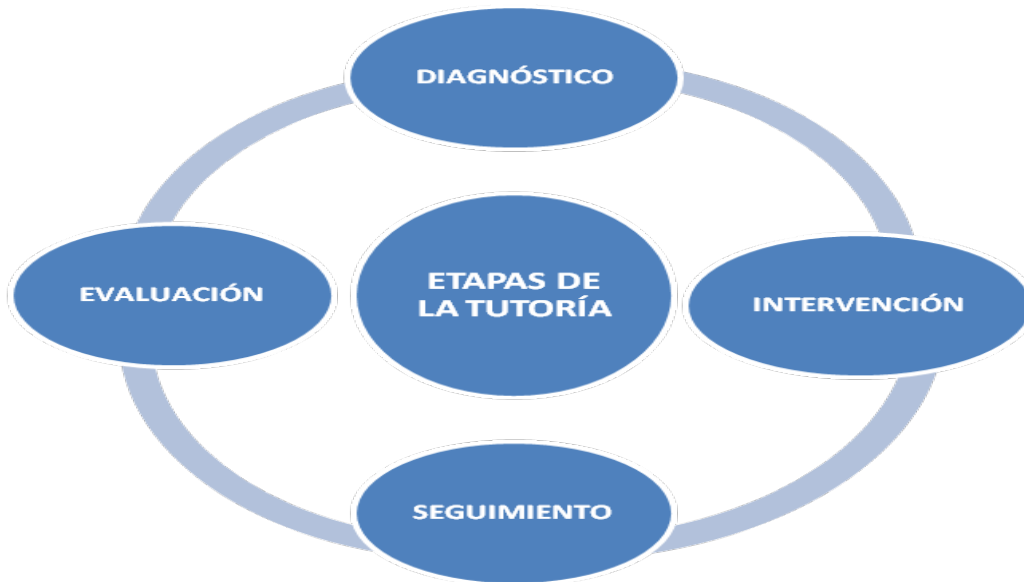 DIAGNÓSTICO
EVALUACIÓN
ETAPAS DE
LA TUTORÍA
INTERVENCIÓN
SEGUIMIENTO